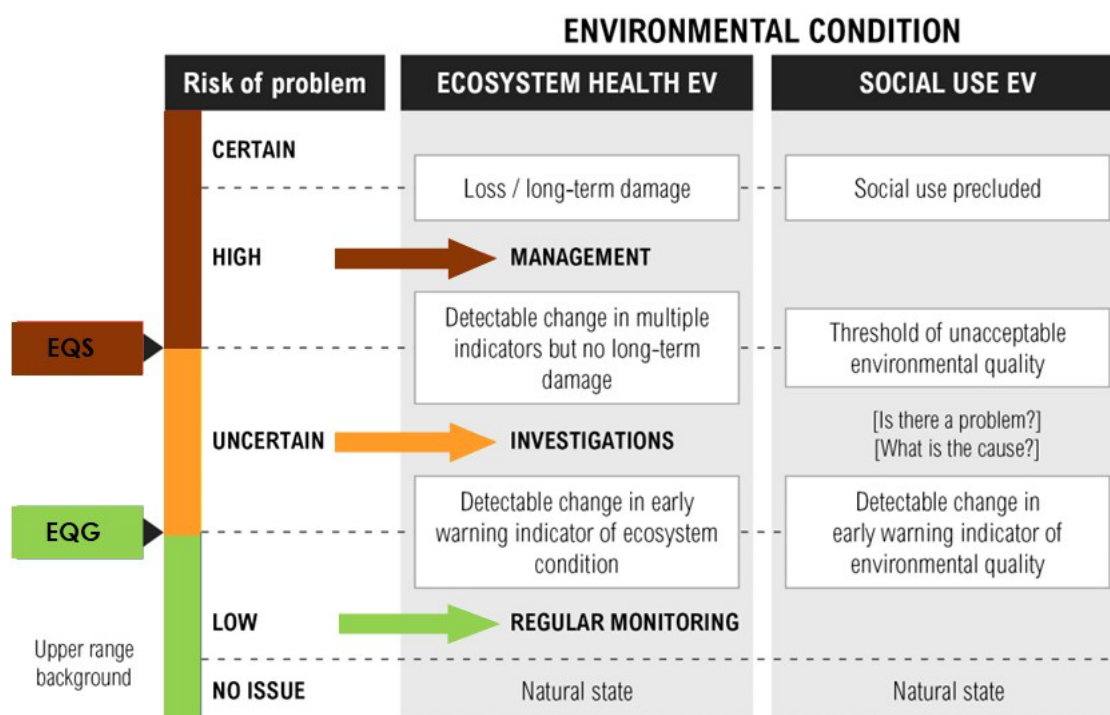 ENVIRONMENTAL CONDITION
Risk of problem
ECOSYSTEM HEALTH EV
SOCIAL USE EV
CERTAIN
Loss / long-term damage
Social use precluded
HIGH
MANAGEMENT
EQS
Detectable change in multiple
indicators but no long-term
damage
Threshold of unacceptable
environmental quality
UNCERTAIN
INVESTIGATIONS
[Is there a problem?]
[What is the cause?]
EQG
Detectable change in early
warning indicator of ecosystem
condition
Detectable change in
early warning indicator of
environmental quality
LOW
REGULAR MONITORING
Upper range
background
NO ISSUE
Natural state
Natural state